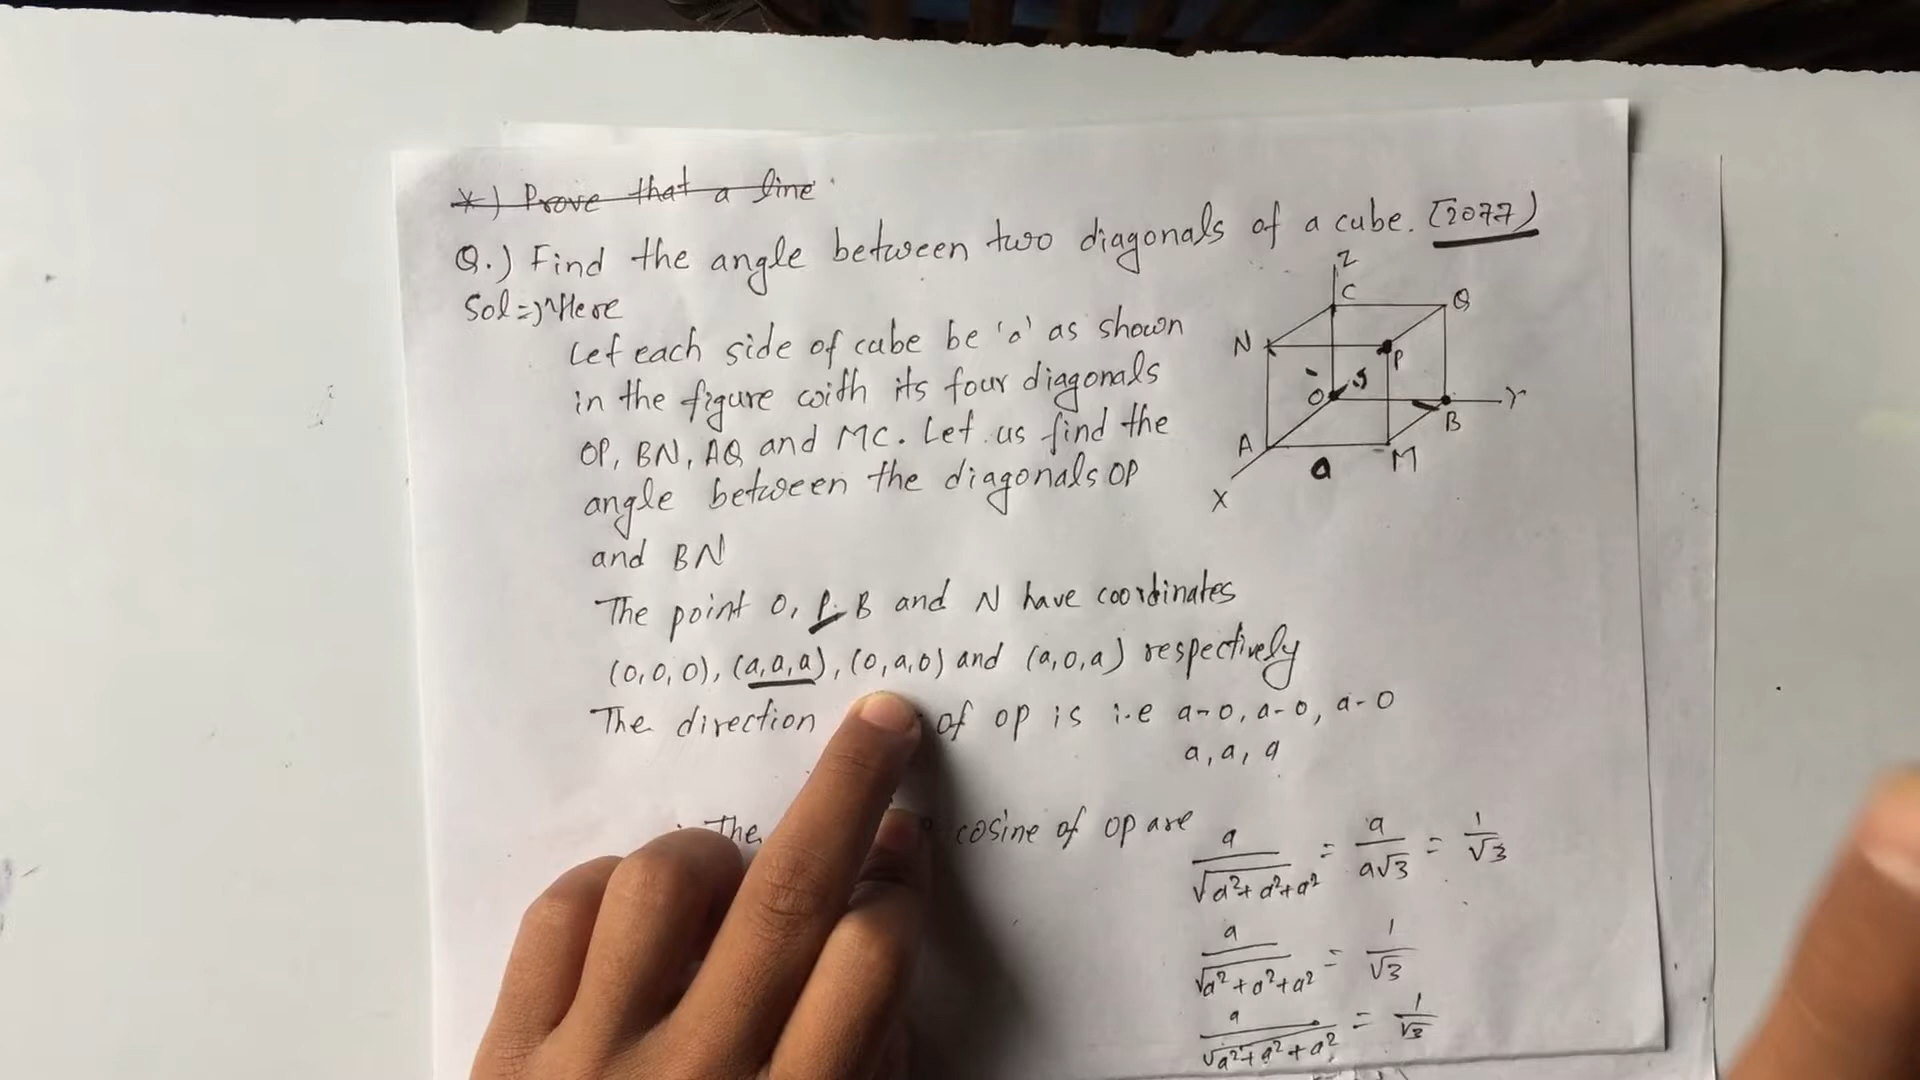 *) Prove that a line
Q.) Find the angle between two diagonals of a cube. [2077)
Sol=>ⁿHere
Let each side of cube be 'a' as shown
in the figure with its four diagonals
OP, BN, AQ and MC. Let us find the
angle between the diagonals OP
and BN
The point O, P, B and N have coordinates
(0,0,0), (a,a,a), (0,a,0) and (a,0,a) respectively
The direction of op is i.e a-0, a-0, a-0
a, a, a
The cosine of op are
a/√a²+a²+a² = a/a√3 = 1/√3
a/√a²+a²+a² = 1/√3
a/√a²+a²+a² = 1/√3
Z
C
Q
N
P
O
Y
B
A
a
M
X